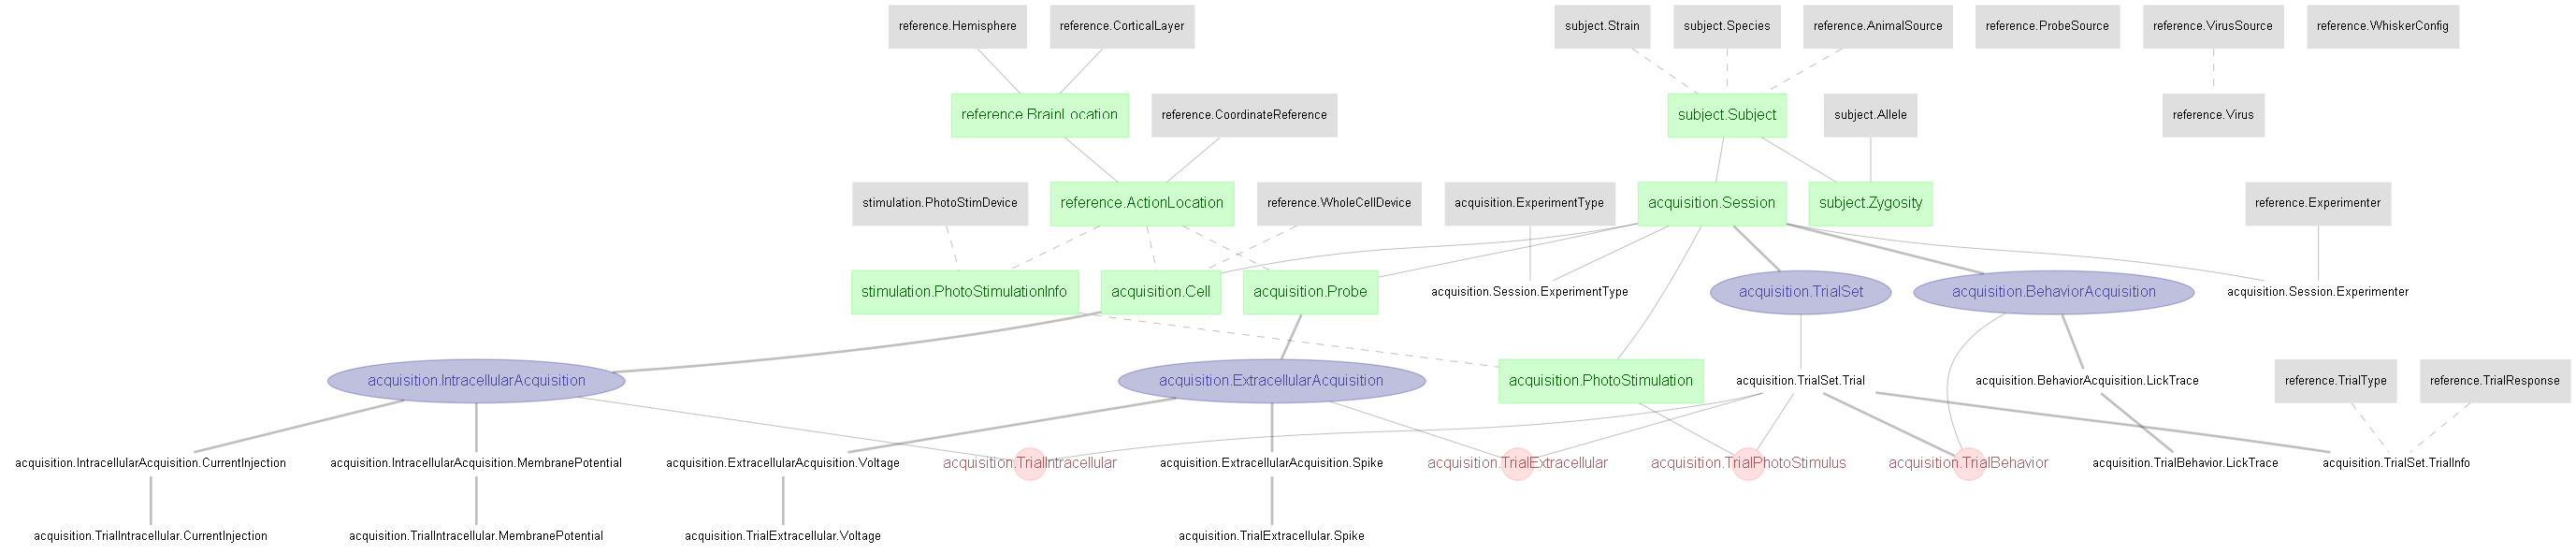 reference.Hemisphere
reference.CorticalLayer
subject.Strain
subject.Species
reference.AnimalSource
reference.ProbeSource
reference.VirusSource
reference.WhiskerConfig
reference.BrainLocation
reference.CoordinateReference
subject.Subject
subject.Allele
reference.Virus
stimulation.PhotoStimDevice
reference.ActionLocation
reference.WholeCellDevice
acquisition.ExperimentType
acquisition.Session
subject.Zygosity
reference.Experimenter
stimulation.PhotoStimulationInfo
acquisition.Cell
acquisition.Probe
acquisition.Session.ExperimentType
acquisition.TrialSet
acquisition.BehaviorAcquisition
acquisition.Session.Experimenter
acquisition.IntracellularAcquisition
acquisition.ExtracellularAcquisition
acquisition.PhotoStimulation
acquisition.TrialSet.Trial
acquisition.BehaviorAcquisition.LickTrace
reference.TrialType
reference.TrialResponse
acquisition.IntracellularAcquisition.CurrentInjection
acquisition.IntracellularAcquisition.MembranePotential
acquisition.ExtracellularAcquisition.Voltage
acquisition.TrialIntracellular
acquisition.ExtracellularAcquisition.Spike
acquisition.TrialExtracellular
acquisition.TrialPhotoStimulus
acquisition.TrialBehavior
acquisition.TrialBehavior.LickTrace
acquisition.TrialSet.TrialInfo
acquisition.TrialIntracellular.CurrentInjection
acquisition.TrialIntracellular.MembranePotential
acquisition.TrialExtracellular.Voltage
acquisition.TrialExtracellular.Spike